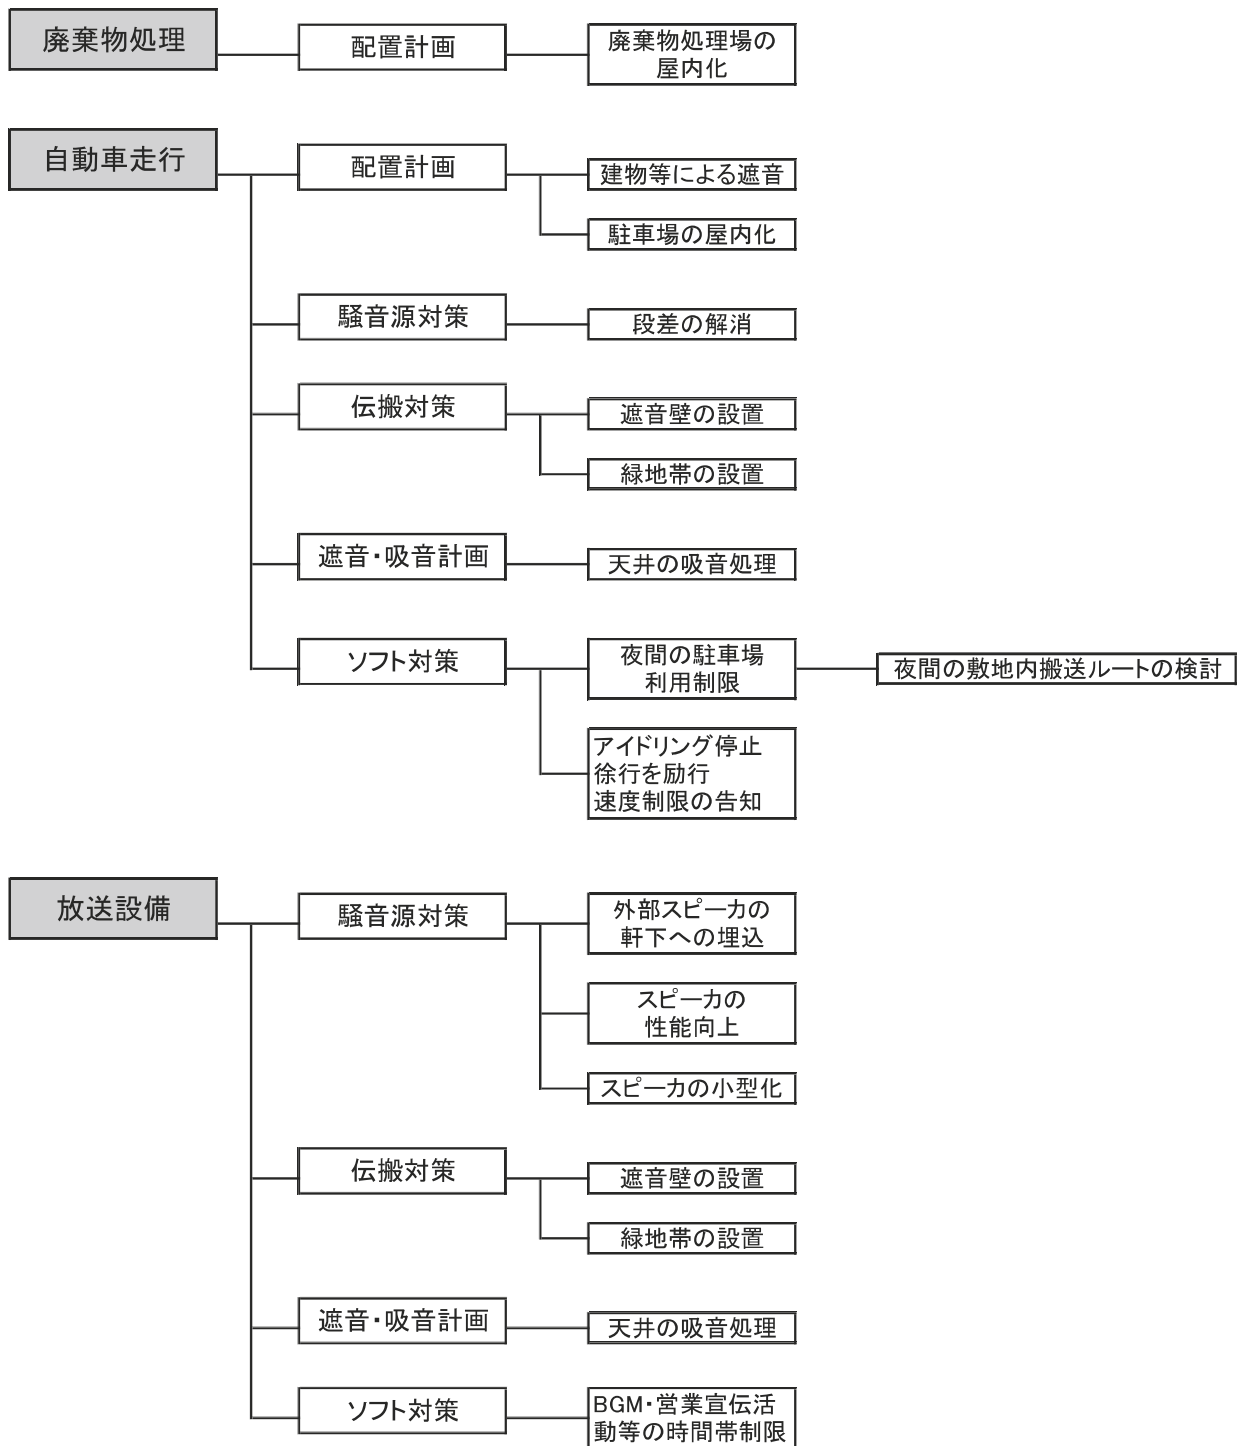 廃棄物処理
配置計画
廃棄物処理場の
屋内化
自動車走行
配置計画
建物等による遮音
駐車場の屋内化
騒音源対策
段差の解消
伝搬対策
遮音壁の設置
緑地帯の設置
遮音・吸音計画
天井の吸音処理
ソフト対策
夜間の駐車場
利用制限
夜間の敷地内搬送ルートの検討
アイドリング停止
徐行を励行
速度制限の告知
放送設備
騒音源対策
外部スピーカの
軒下への埋込
スピーカの
性能向上
スピーカの小型化
伝搬対策
遮音壁の設置
緑地帯の設置
遮音・吸音計画
天井の吸音処理
ソフト対策
BGM・営業宣伝活
動等の時間帯制限